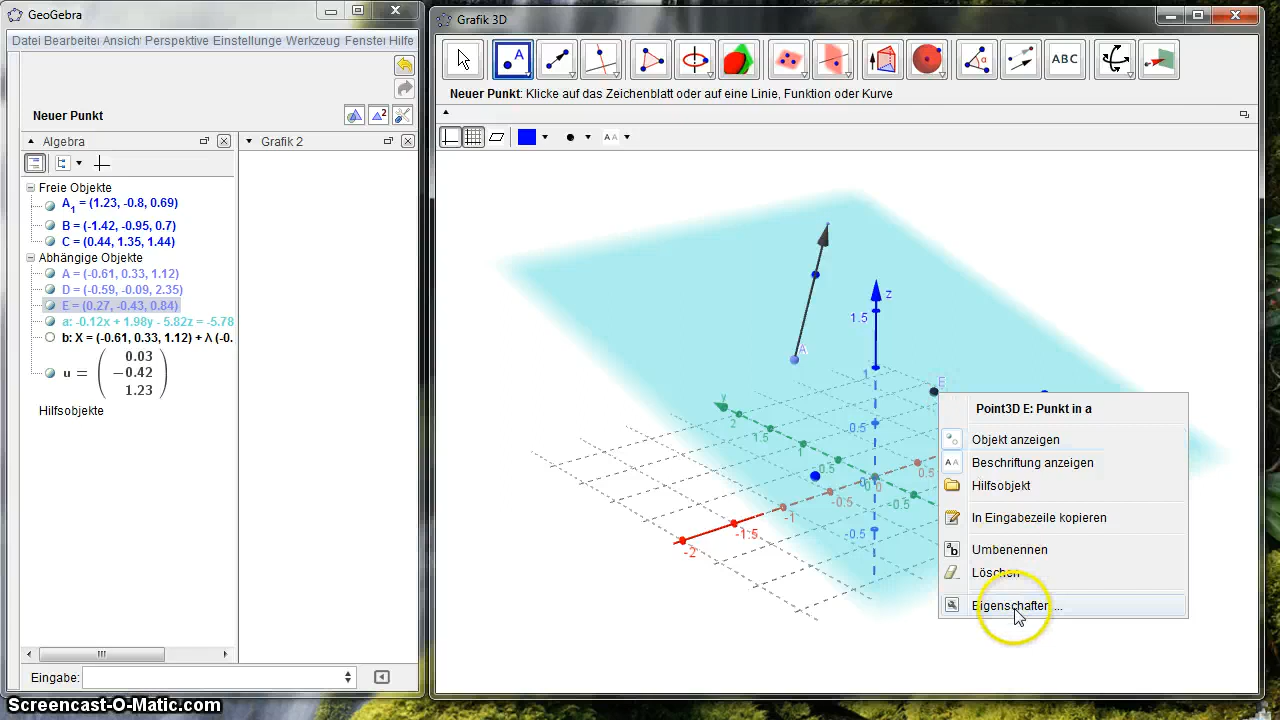 GeoGebra
Datei Bearbeiten Ansich Perspektive Einstellunge Werkzeug Fenster Hilfe
Neuer Punkt
Algebra
Grafik 2
Freie Objekte
A1 = (1.23, -0.8, 0.69)
B = (-1.42, -0.95, 0.7)
C = (0.44, 1.35, 1.44)
Abhängige Objekte
A = (-0.61, 0.33, 1.12)
D = (-0.59, -0.09, 2.35)
E = (0.27, -0.43, 0.84)
a: -0.12x + 1.98y - 5.82z = -5.78
b: X = (-0.61, 0.33, 1.12) + λ (-0.
0.03
u = -0.42
1.23
Hilfsobjekte
Eingabe:
Grafik 3D
A
α
ABC
Neuer Punkt: Klicke auf das Zeichenblatt oder auf eine Linie, Funktion oder Kurve
A A
z
1.5
A
1
E
y
2
1.5
1
0.5
0.5
0
0
0.5
-0.5
-0.5
-1
-0.5
-1.5
-2
Point3D E: Punkt in a
Objekt anzeigen
AA Beschriftung anzeigen
Hilfsobjekt
In Eingabezeile kopieren
ab Umbenennen
Löschen
Eigenschaften ...
Screencast-O-Matic.com